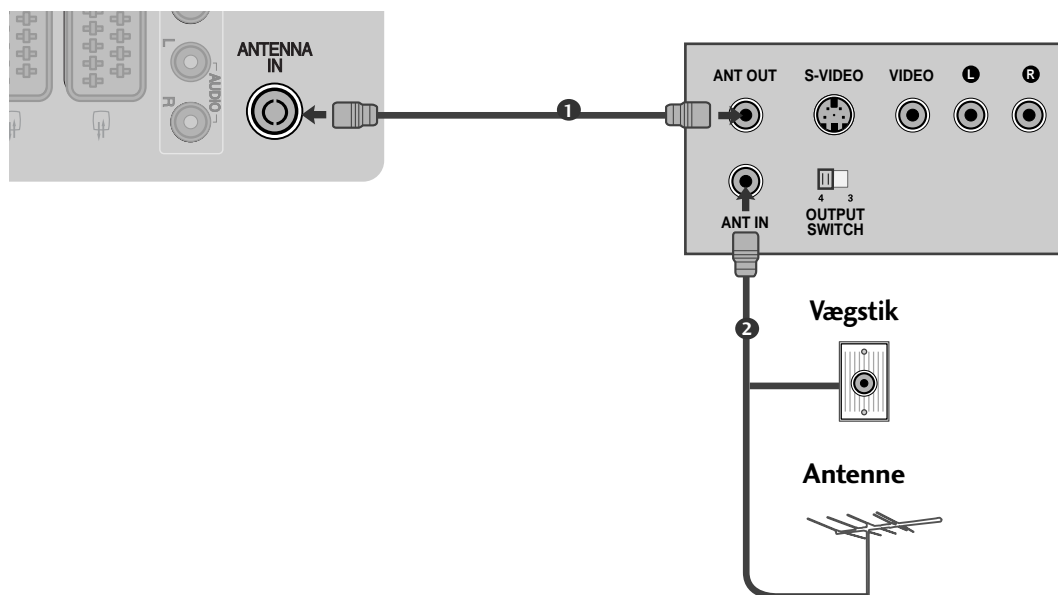 L
R
AUDIO
ANTENNA
IN
1
ANT OUT
S-VIDEO
VIDEO
L
R
ANT IN
4
3
OUTPUT
SWITCH
2
Vægstik
Antenne